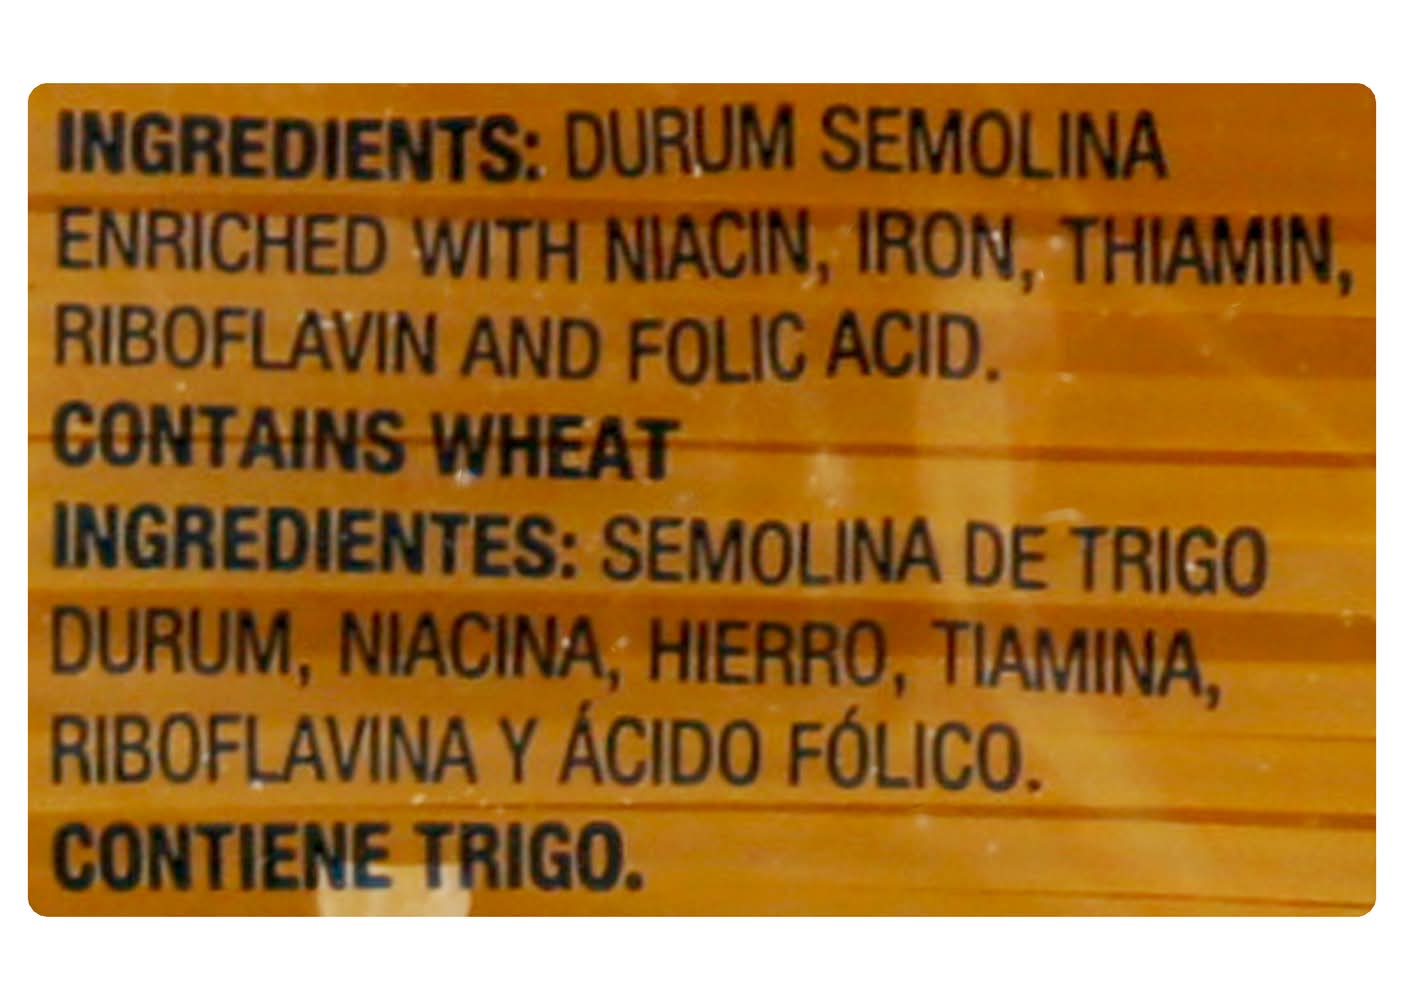 INGREDIENTS: DURUM SEMOLINA
ENRICHED WITH NIACIN, IRON, THIAMIN,
RIBOFLAVIN AND FOLIC ACID.
CONTAINS WHEAT
INGREDIENTES: SEMOLINA DE TRIGO
DURUM, NIACINA, HIERRO, TIAMINA,
RIBOFLAVINA Y ÁCIDO FÓLICO.
CONTIENE TRIGO.